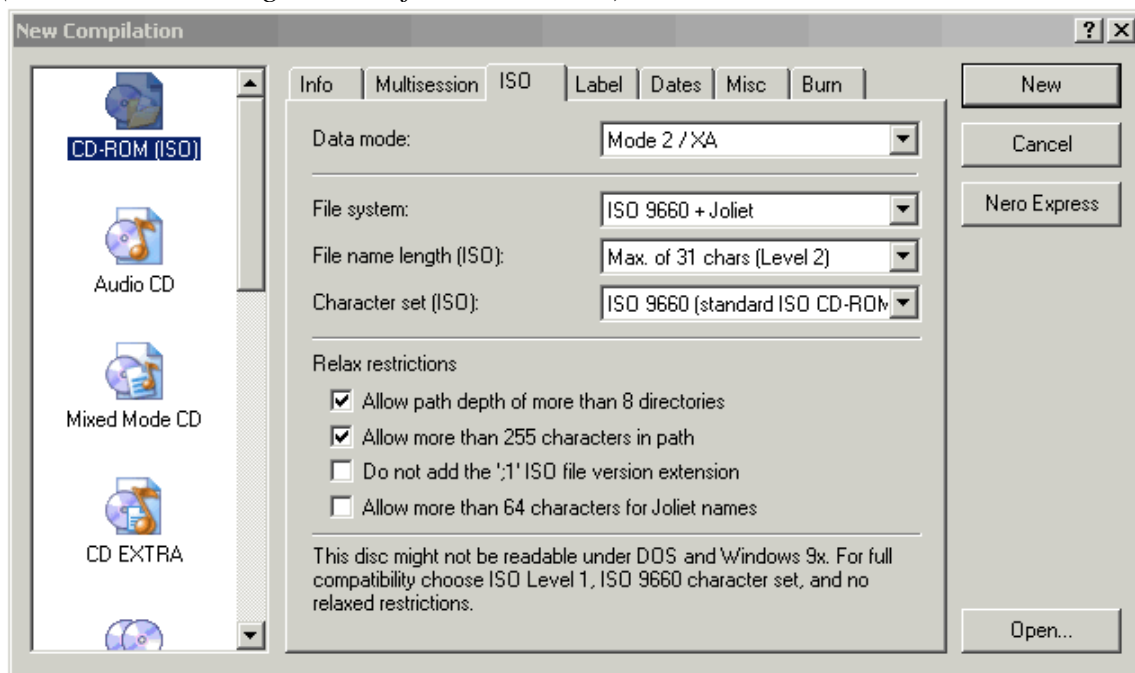 New Compilation
CD-ROM (ISO)
Audio CD
Mixed Mode CD
CD EXTRA
Info Multisession ISO Label Dates Misc Burn
Data mode: Mode 2 / XA
File system: ISO 9660 + Joliet
File name length (ISO): Max. of 31 chars (Level 2)
Character set (ISO): ISO 9660 (standard ISO CD-ROM
Relax restrictions
Allow path depth of more than 8 directories
Allow more than 255 characters in path
Do not add the ';1' ISO file version extension
Allow more than 64 characters for Joliet names
This disc might not be readable under DOS and Windows 9x. For full
compatibility choose ISO Level 1, ISO 9660 character set, and no
relaxed restrictions.
New
Cancel
Nero Express
Open...